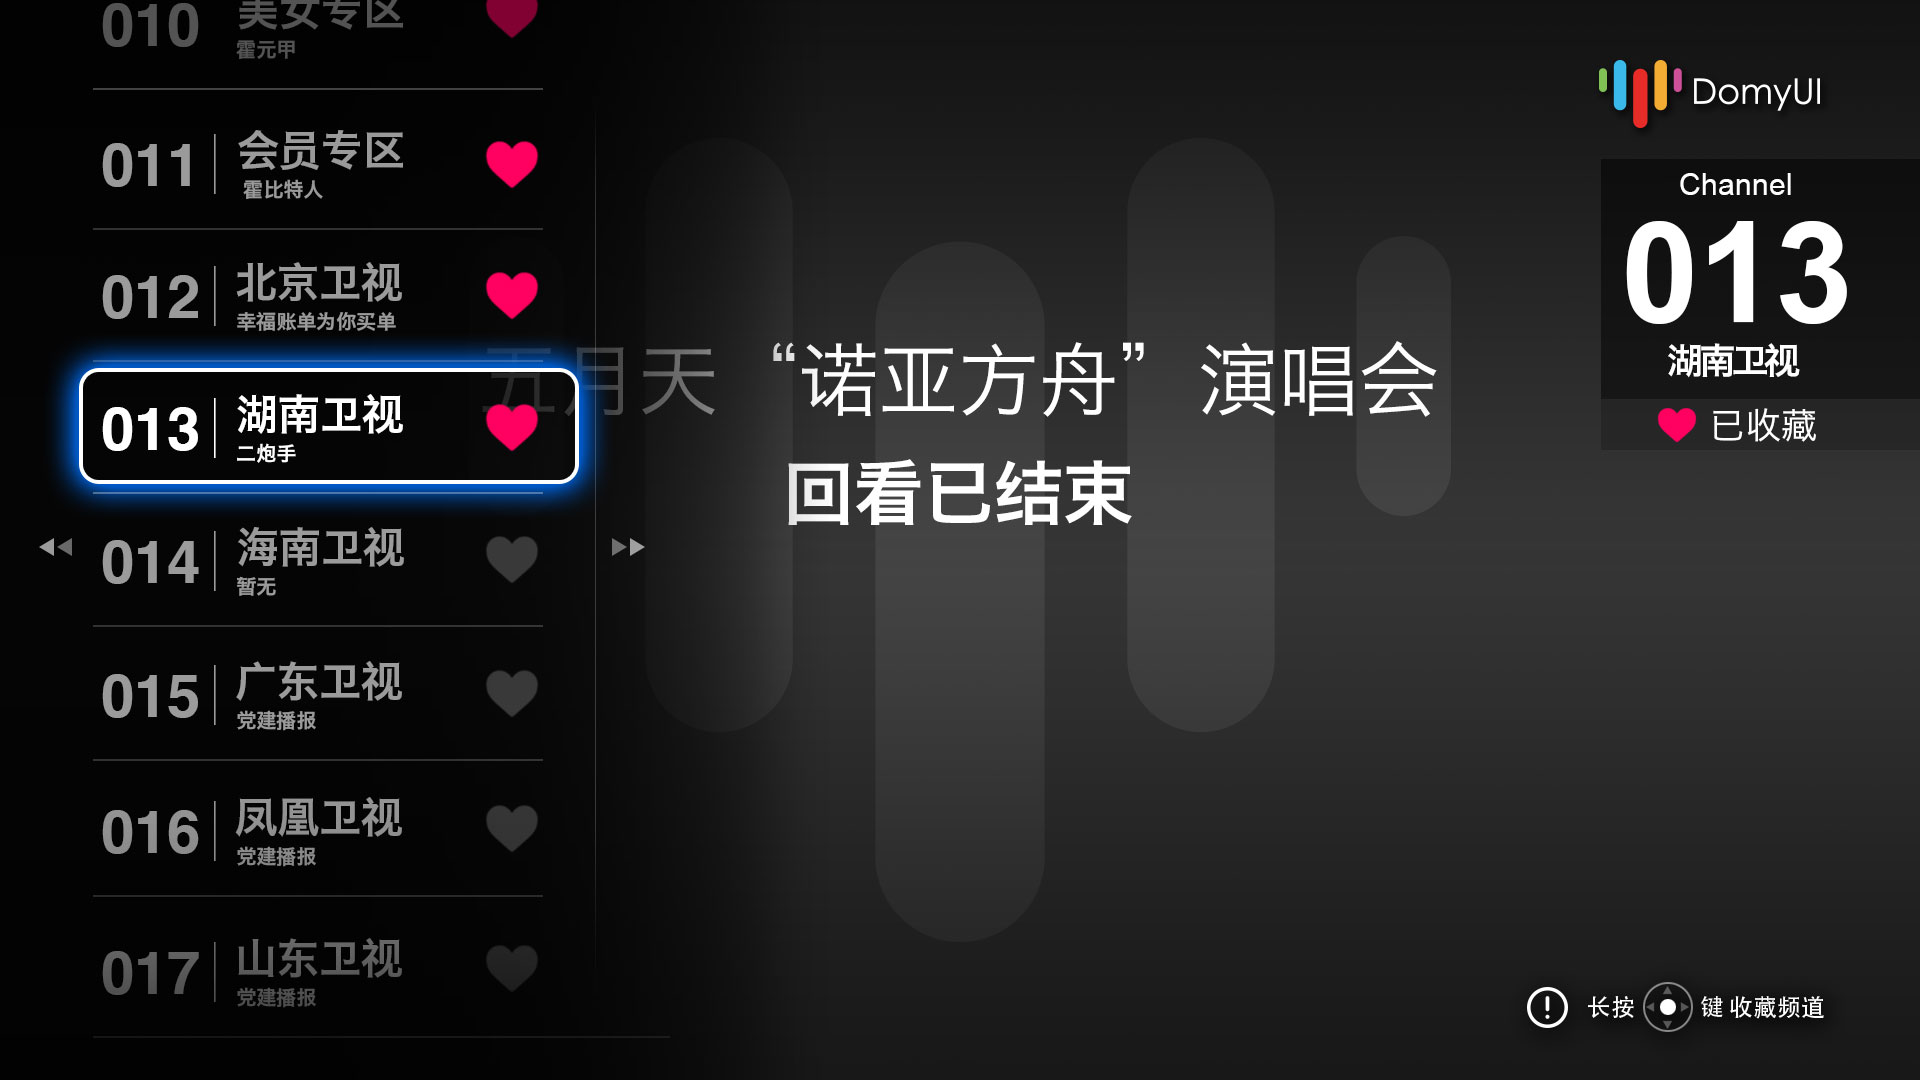 010
美女专区
霍元甲
011
会员专区
霍比特人
012
北京卫视
幸福账单为你买单
013
湖南卫视
二炮手
014
海南卫视
暂无
015
广东卫视
党建播报
016
凤凰卫视
党建播报
017
山东卫视
党建播报
五月天 “诺亚方舟” 演唱会
回看已结束
DomyUI
Channel
013
湖南卫视
已收藏
长按 键 收藏频道